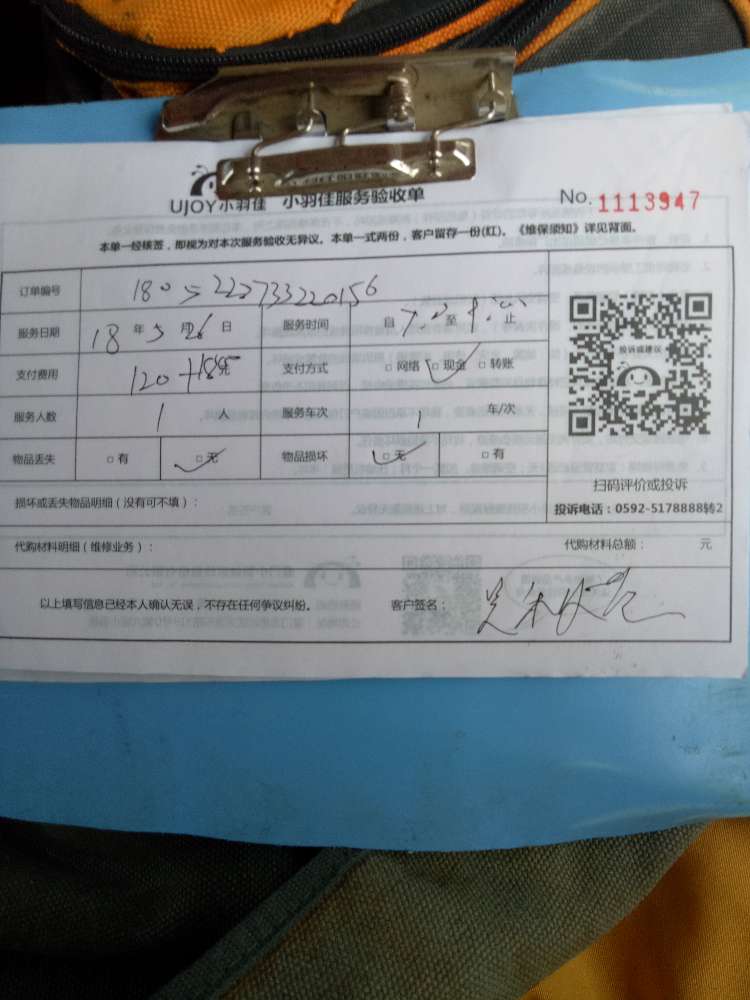 UJOY小羽佳 小羽佳服务验收单 No. 1113947
本单一经核签，即视为对本次服务验收无异议。本单一式两份，客户留存一份(红)。《维保须知》详见背面。
订单编号 1805222733220156
服务日期 18 年 5 月 26 日 服务时间 自 至 止
支付费用 120+ 支付方式 □ 网络 ✓ □ 现金 □ 转账
服务人数 1 人 服务车次 1 车/次
物品丢失 □ 有 ✓ □ 无 物品损坏 ✓ □ 无 □ 有
投诉或建议
扫码评价或投诉
投诉电话：0592-5178888转2
损坏或丢失物品明细（没有可不填）：
代购材料明细（维修业务）： 代购材料总额： 元
以上填写信息已经本人确认无误，不存在任何争议纠纷。 客户签名：